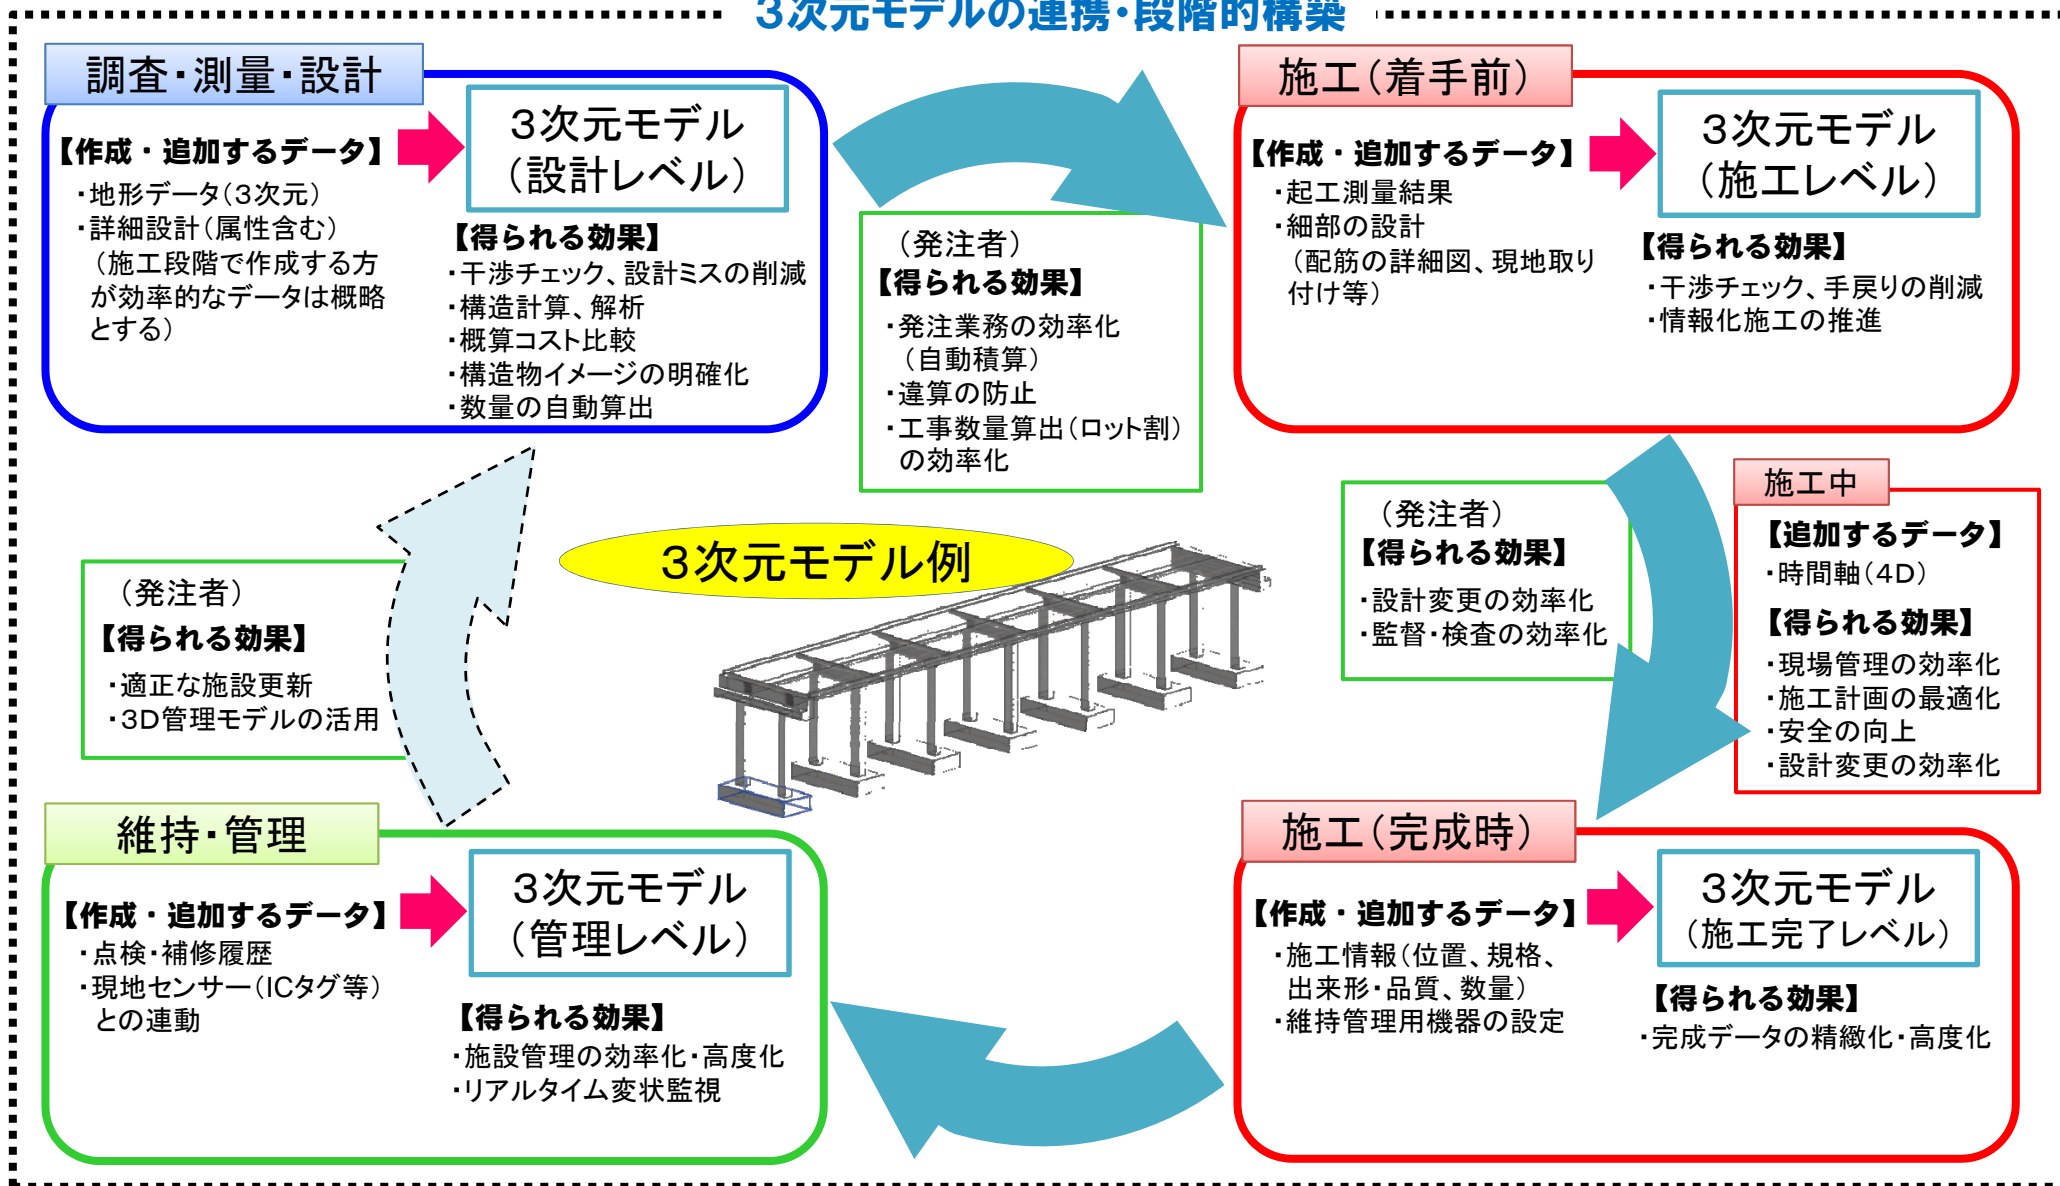 3次元モデルの連携・段階的構築
調査・測量・設計
【作成・追加するデータ】
・地形データ(3次元)
・詳細設計(属性含む)
(施工段階で作成する方
が効率的なデータは概略
とする)
3次元モデル
(設計レベル)
【得られる効果】
・干渉チェック、設計ミスの削減
・構造計算、解析
・概算コスト比較
・構造物イメージの明確化
・数量の自動算出
(発注者)
【得られる効果】
・発注業務の効率化
(自動積算)
・違算の防止
・工事数量算出(ロット割)
の効率化
施工(着手前)
【作成・追加するデータ】
・起工測量結果
・細部の設計
(配筋の詳細図、現地取り
付け等)
3次元モデル
(施工レベル)
【得られる効果】
・干渉チェック、手戻りの削減
・情報化施工の推進
(発注者)
【得られる効果】
・設計変更の効率化
・監督・検査の効率化
施工中
【追加するデータ】
・時間軸(4D)
【得られる効果】
・現場管理の効率化
・施工計画の最適化
・安全の向上
・設計変更の効率化
3次元モデル例
(発注者)
【得られる効果】
・適正な施設更新
・3D管理モデルの活用
維持・管理
【作成・追加するデータ】
・点検・補修履歴
・現地センサー(ICタグ等)
との連動
3次元モデル
(管理レベル)
【得られる効果】
・施設管理の効率化・高度化
・リアルタイム変状監視
施工(完成時)
【作成・追加するデータ】
・施工情報(位置、規格、
出来形・品質、数量)
・維持管理用機器の設定
3次元モデル
(施工完了レベル)
【得られる効果】
・完成データの精緻化・高度化